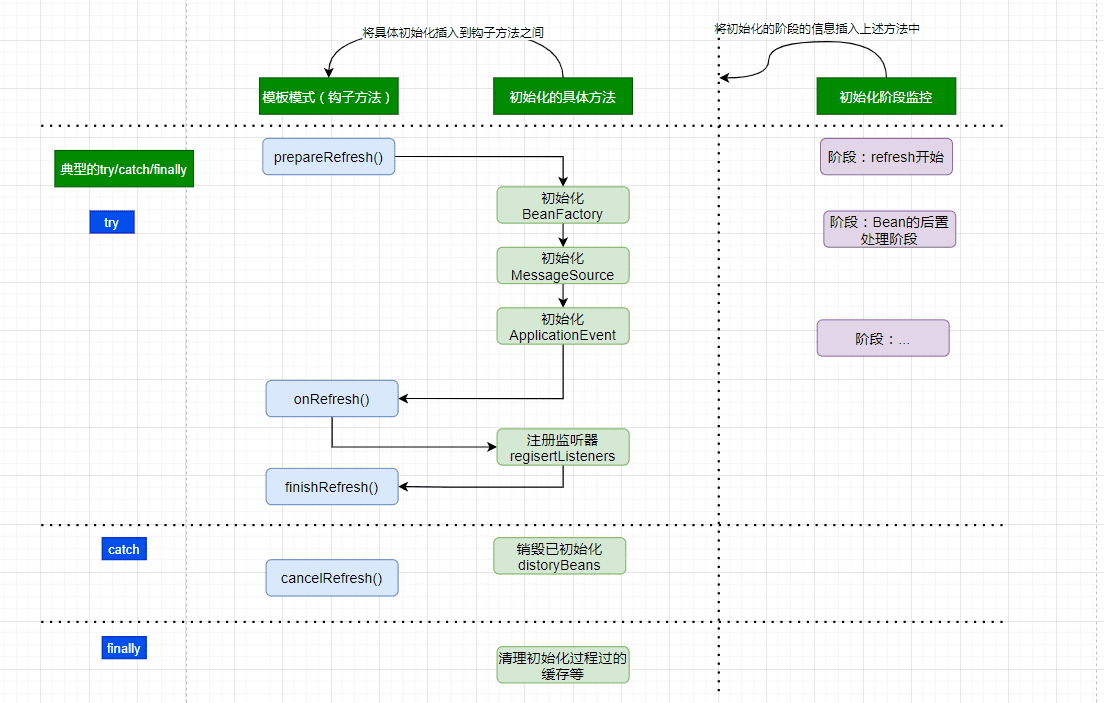 将具体初始化插入到钩子方法之间
将初始化的阶段的信息插入上述方法中
模板模式（钩子方法）
初始化的具体方法
初始化阶段监控
典型的try/catch/finally
prepareRefresh()
阶段：refresh开始
try
初始化
BeanFactory
阶段：Bean的后置
处理阶段
初始化
MessageSource
初始化
ApplicationEvent
阶段：...
onRefresh()
注册监听器
regisertListeners
finishRefresh()
catch
销毁已初始化
distoryBeans
cancelRefresh()
finally
清理初始化过程过的
缓存等